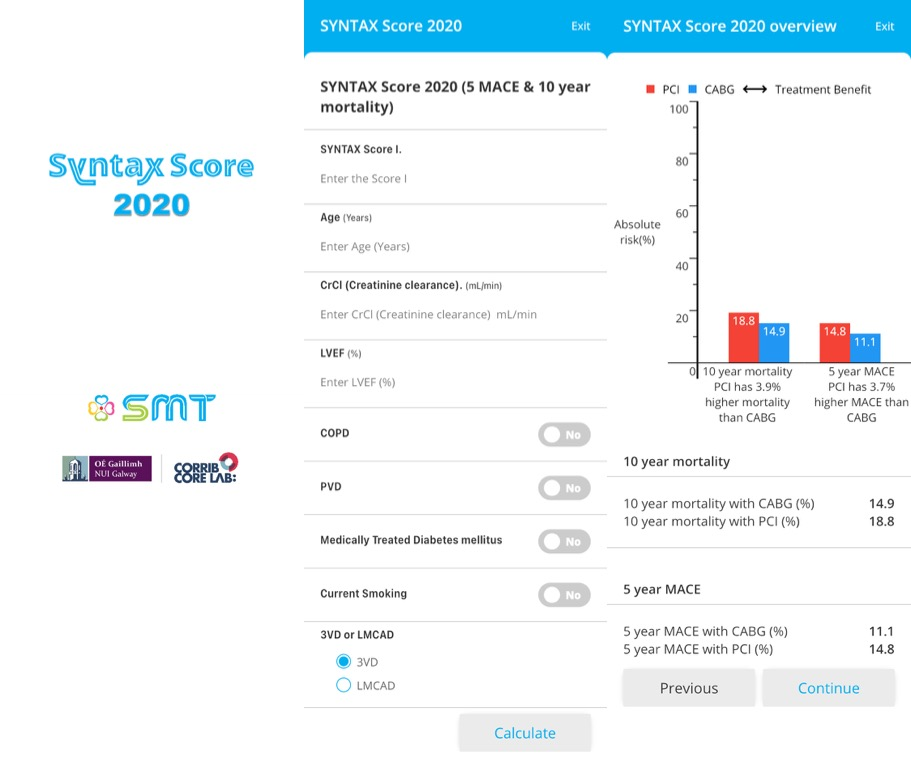 Syntax Score
2020
SMT
OÉ Gaillimh
NUI Galway
CORRIB
CORE LAB:
SYNTAX Score 2020
Exit
SYNTAX Score 2020 (5 MACE & 10 year
mortality)
SYNTAX Score I.
Enter the Score I
Age (Years)
Enter Age (Years)
CrCl (Creatinine clearance). (mL/min)
Enter CrCl (Creatinine clearance) mL/min
LVEF (%)
Enter LVEF (%)
COPD
No
PVD
No
Medically Treated Diabetes mellitus
No
Current Smoking
No
3VD or LMCAD
3VD
LMCAD
Calculate
SYNTAX Score 2020 overview
Exit
PCI
CABG
Treatment Benefit
100
80
60
Absolute
risk(%)
40
20
0
18.8
14.9
14.8
11.1
10 year mortality
PCI has 3.9%
higher mortality
than CABG
5 year MACE
PCI has 3.7%
higher MACE than
CABG
10 year mortality
10 year mortality with CABG (%) 14.9
10 year mortality with PCI (%) 18.8
5 year MACE
5 year MACE with CABG (%) 11.1
5 year MACE with PCI (%) 14.8
Previous
Continue